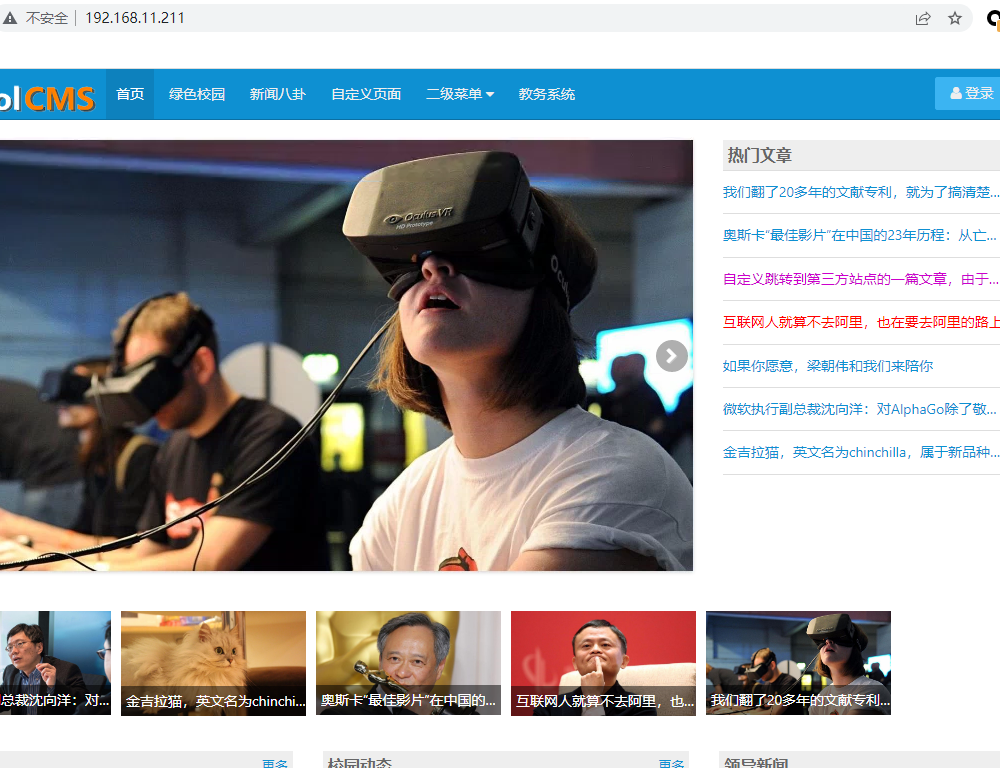 不安全 192.168.11.211
olCMS 首页 绿色校园 新闻八卦 自定义页面 二级菜单 教务系统 登录
OculusVR
HD Prototype
热门文章
我们翻了20多年的文献专利，就为了搞清楚...
奥斯卡“最佳影片”在中国的23年历程：从亡...
自定义跳转到第三方站点的一篇文章，由于...
互联网人就算不去阿里，也在要去阿里的路上
如果你愿意，梁朝伟和我们来陪你
微软执行副总裁沈向洋：对AlphaGo除了敬...
金吉拉猫，英文名为chinchilla，属于新品种...
总裁沈向洋：对...
金吉拉猫，英文名为chinchi...
奥斯卡“最佳影片”在中国的...
互联网人就算不去阿里，也...
我们翻了20多年的文献专利...
更多 校园动态 更多 领导新闻